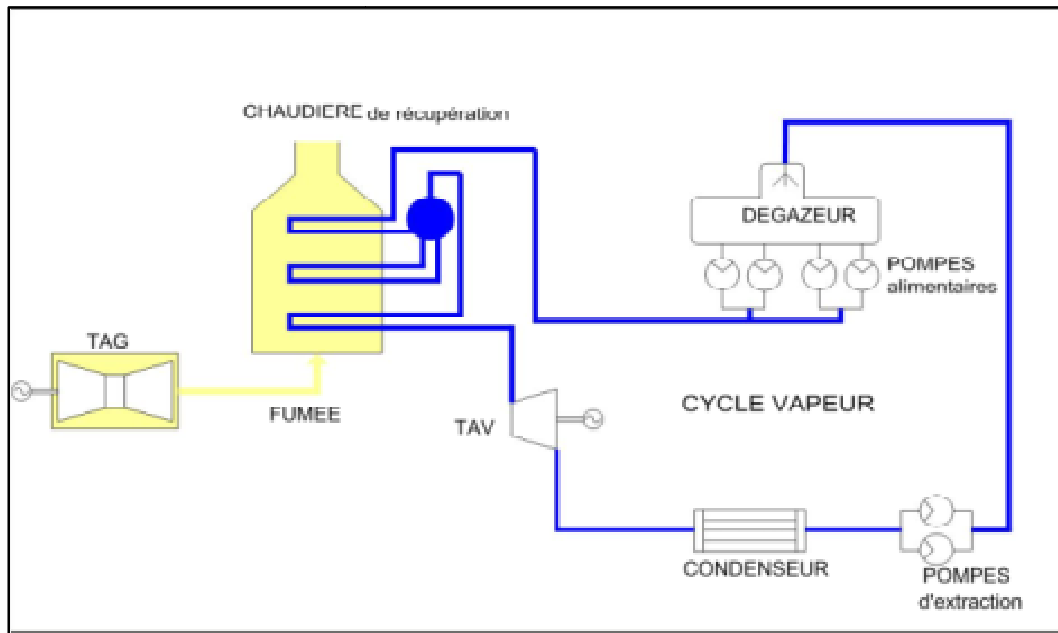 CHAUDIERE de récupération
DEGAZEUR
POMPES
alimentaires
TAG
FUMEE
TAV
CYCLE VAPEUR
CONDENSEUR
POMPES
d'extraction